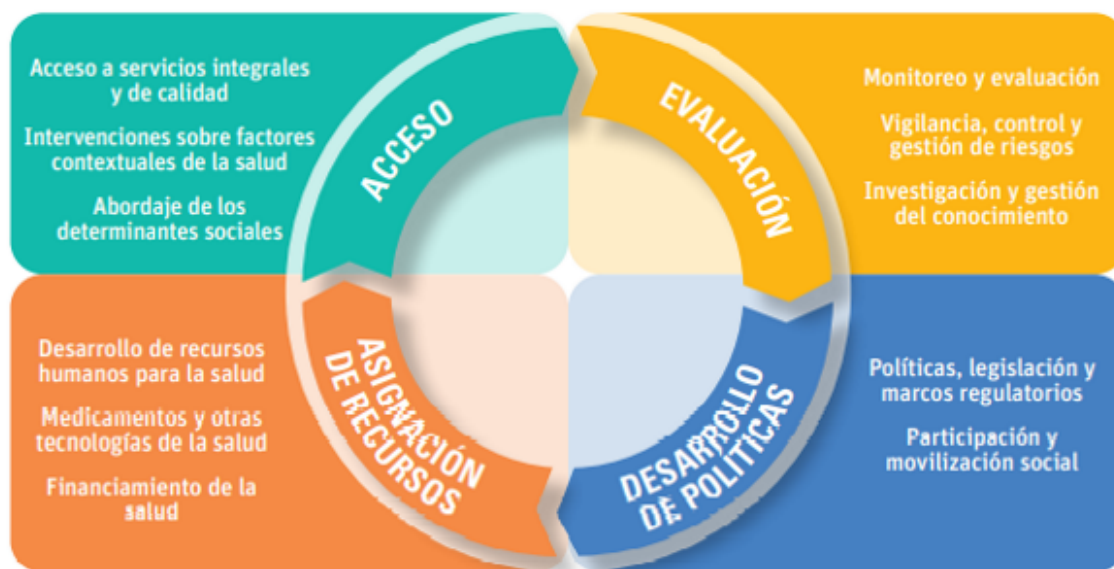 Acceso a servicios integrales
y de calidad
Intervenciones sobre factores
contextuales de la salud
Abordaje de los
determinantes sociales
ACCESO
EVALUACIÓN
Monitoreo y evaluación
Vigilancia, control y
gestión de riesgos
Investigación y gestión
del conocimiento
Desarrollo de recursos
humanos para la salud
Medicamentos y otras
tecnologías de la salud
Financiamiento de la
salud
ASIGNACIÓN
DE RECURSOS
DESARROLLO
DE POLÍTICAS
Políticas, legislación y
marcos regulatorios
Participación y
movilización social